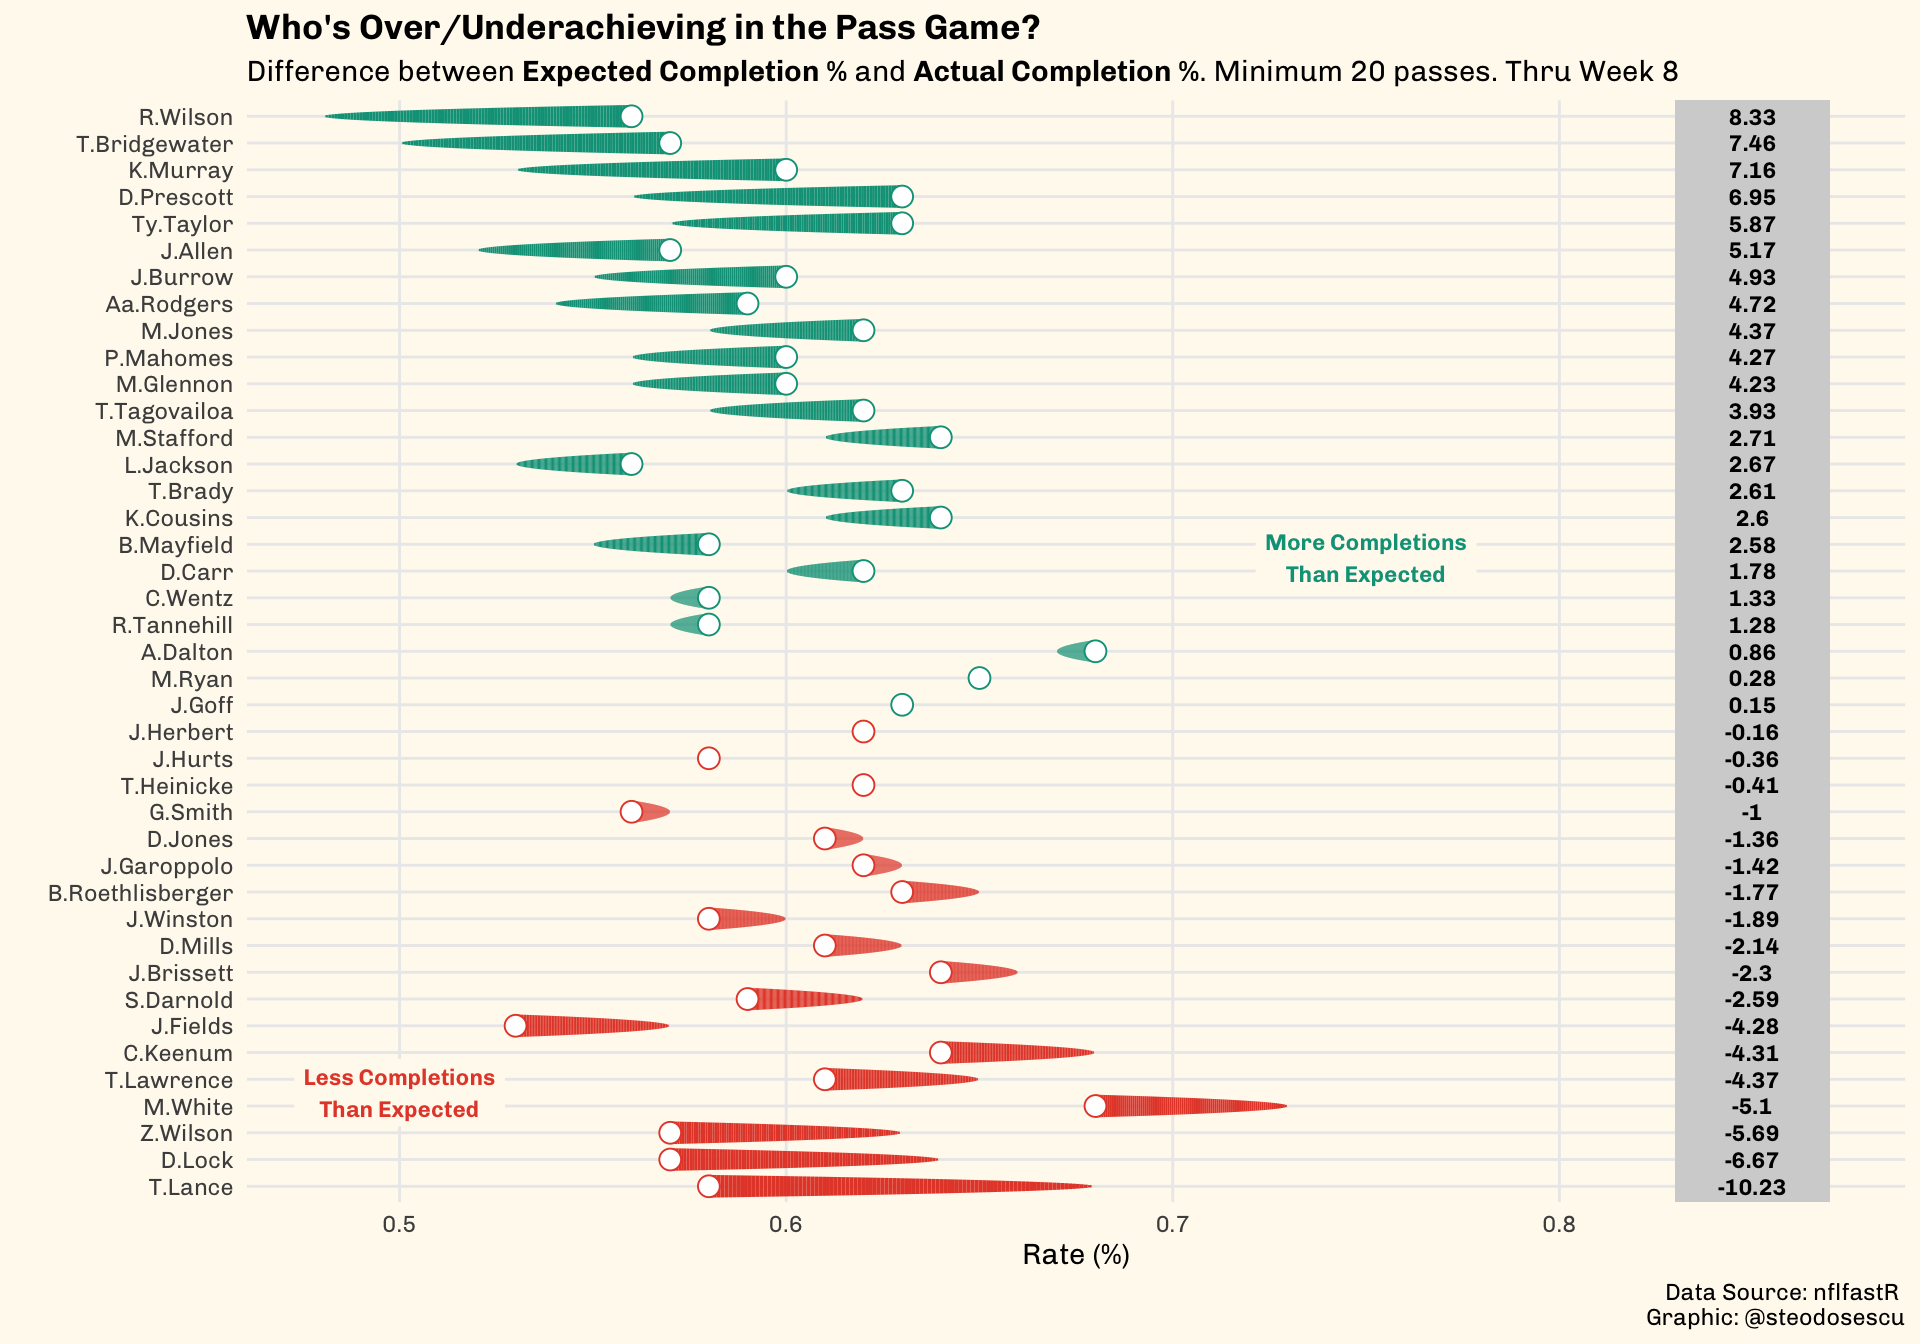 Who's Over/Underachieving in the Pass Game?
Difference between Expected Completion % and Actual Completion %. Minimum 20 passes. Thru Week 8
R.Wilson 8.33
T.Bridgewater 7.46
K.Murray 7.16
D.Prescott 6.95
Ty.Taylor 5.87
J.Allen 5.17
J.Burrow 4.93
Aa.Rodgers 4.72
M.Jones 4.37
P.Mahomes 4.27
M.Glennon 4.23
T.Tagovailoa 3.93
M.Stafford 2.71
L.Jackson 2.67
T.Brady 2.61
K.Cousins 2.6
B.Mayfield 2.58
D.Carr 1.78
More Completions
Than Expected
C.Wentz 1.33
R.Tannehill 1.28
A.Dalton 0.86
M.Ryan 0.28
J.Goff 0.15
J.Herbert -0.16
J.Hurts -0.36
T.Heinicke -0.41
G.Smith -1
D.Jones -1.36
J.Garoppolo -1.42
B.Roethlisberger -1.77
J.Winston -1.89
D.Mills -2.14
J.Brissett -2.3
S.Darnold -2.59
J.Fields -4.28
C.Keenum -4.31
T.Lawrence -4.37
M.White -5.1
Less Completions
Than Expected
Z.Wilson -5.69
D.Lock -6.67
T.Lance -10.23
0.5 0.6 0.7 0.8
Rate (%)
Data Source: nflfastR
Graphic: @steodosescu